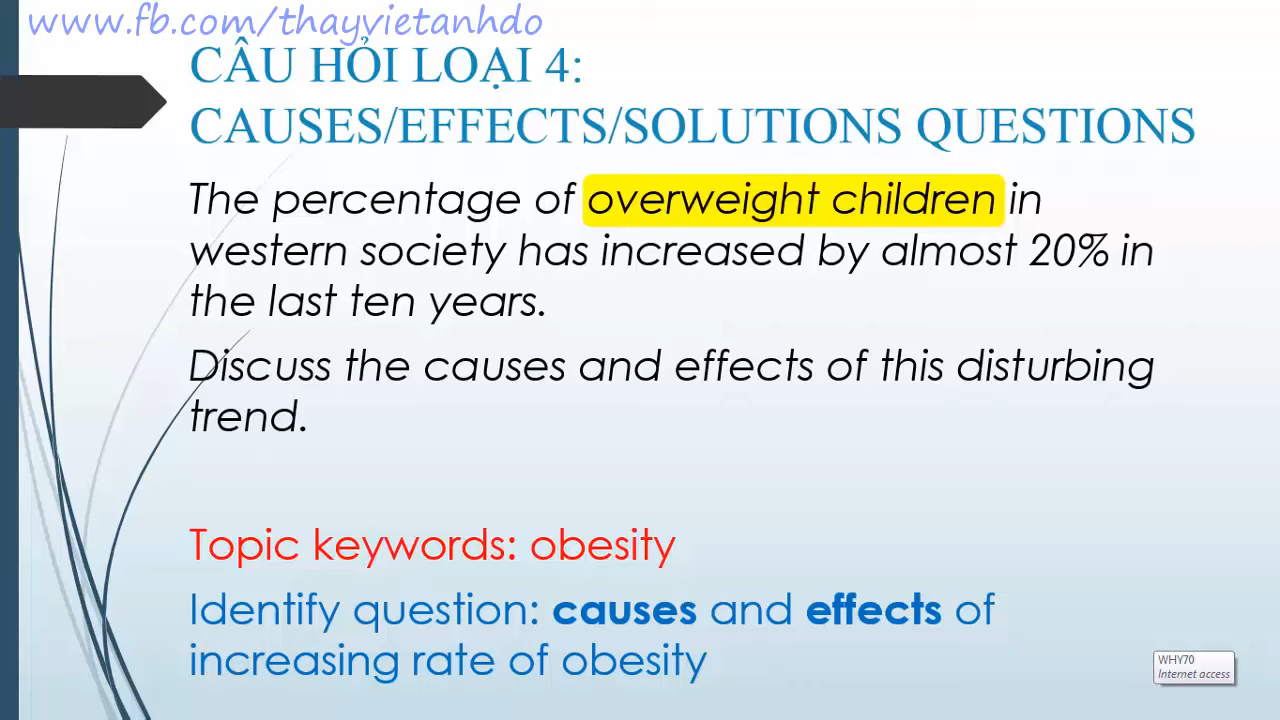 www.fb.com/thayvietanhdo
CÂU HỎI LOẠI 4:
CAUSES/EFFECTS/SOLUTIONS QUESTIONS
The percentage of overweight children in
western society has increased by almost 20% in
the last ten years.
Discuss the causes and effects of this disturbing
trend.
Topic keywords: obesity
Identify question: causes and effects of
increasing rate of obesity
WHY70
Internet access